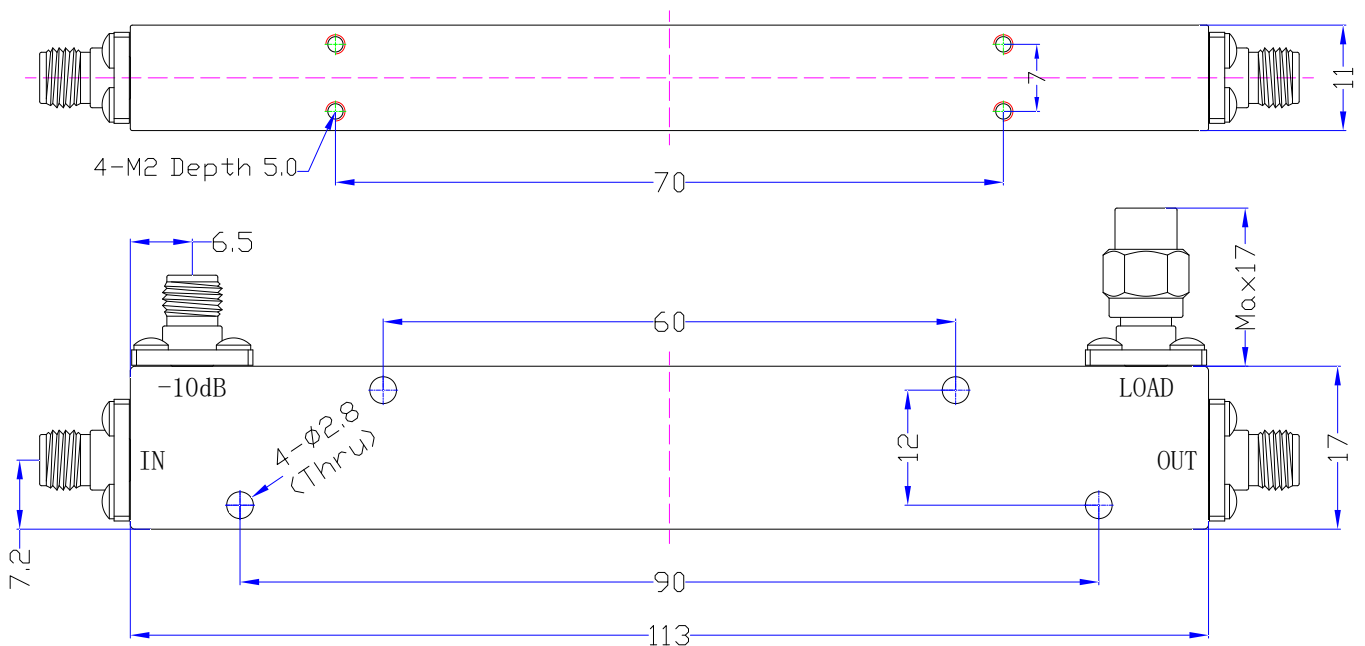 7
11
4-M2 Depth 5.0
70
6.5
Max17
60
-10dB
LOAD
4-Ø2.8
(Thru)
12
IN
OUT
17
7.2
90
113